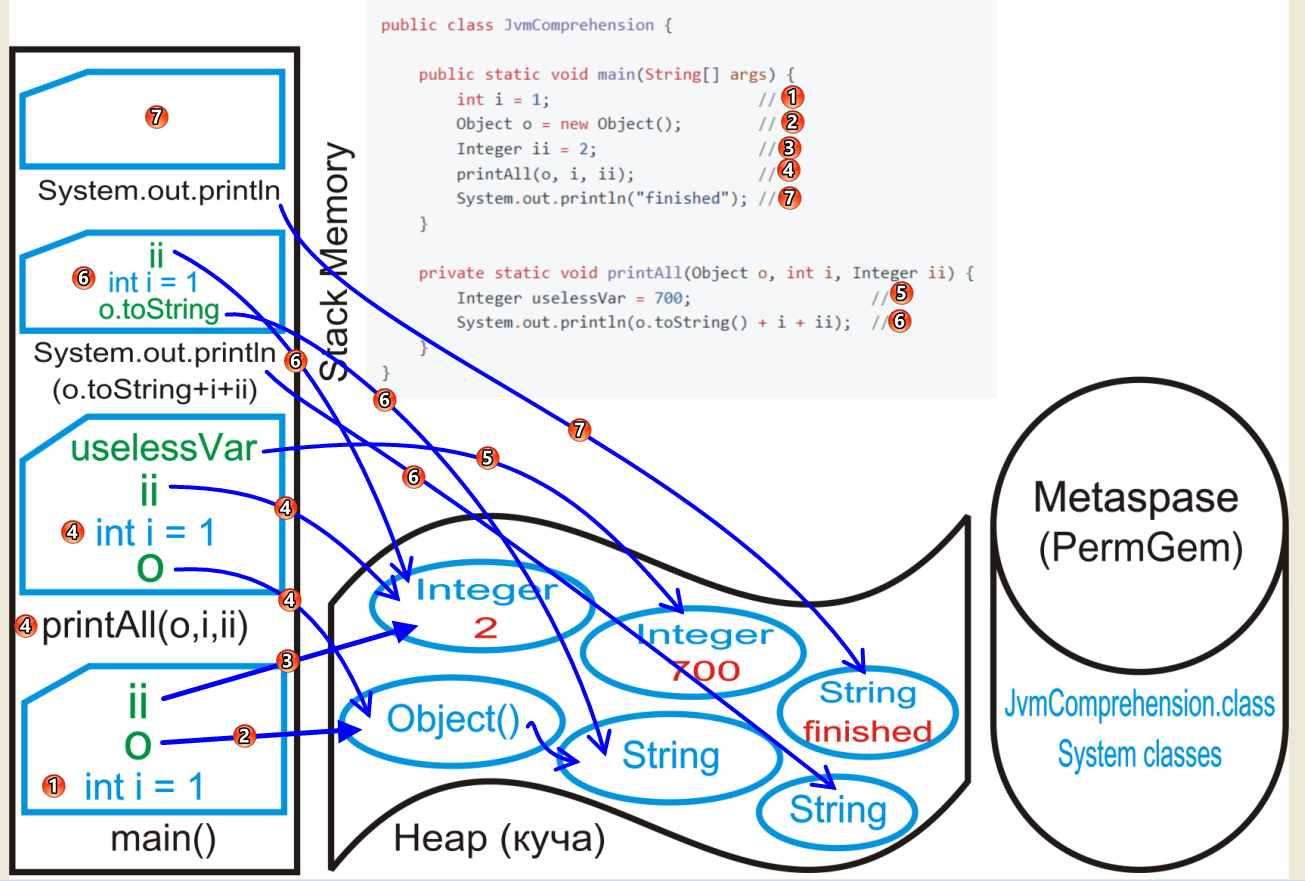 public class JvmComprehension {
public static void main(String[] args) {
int i = 1; // 1
Object o = new Object(); // 2
Integer ii = 2; // 3
printAll(o, i, ii); // 4
System.out.println("finished"); // 7
}
private static void printAll(Object o, int i, Integer ii) {
Integer uselessVar = 700; // 5
System.out.println(o.toString() + i + ii); // 6
}
}
7
System.out.println
Stack Memory
ii
6 int i = 1
o.toString
System.out.println
(o.toString+i+ii)
6
6
7
6
5
uselessVar
ii
4
4 int i = 1
o
4
4 printAll(o,i,ii)
3
ii
o
2
1 int i = 1
main()
Integer
2
Integer
700
String
finished
Object()
String
String
Heap (куча)
Metaspase
(PermGem)
JvmComprehension.class
System classes